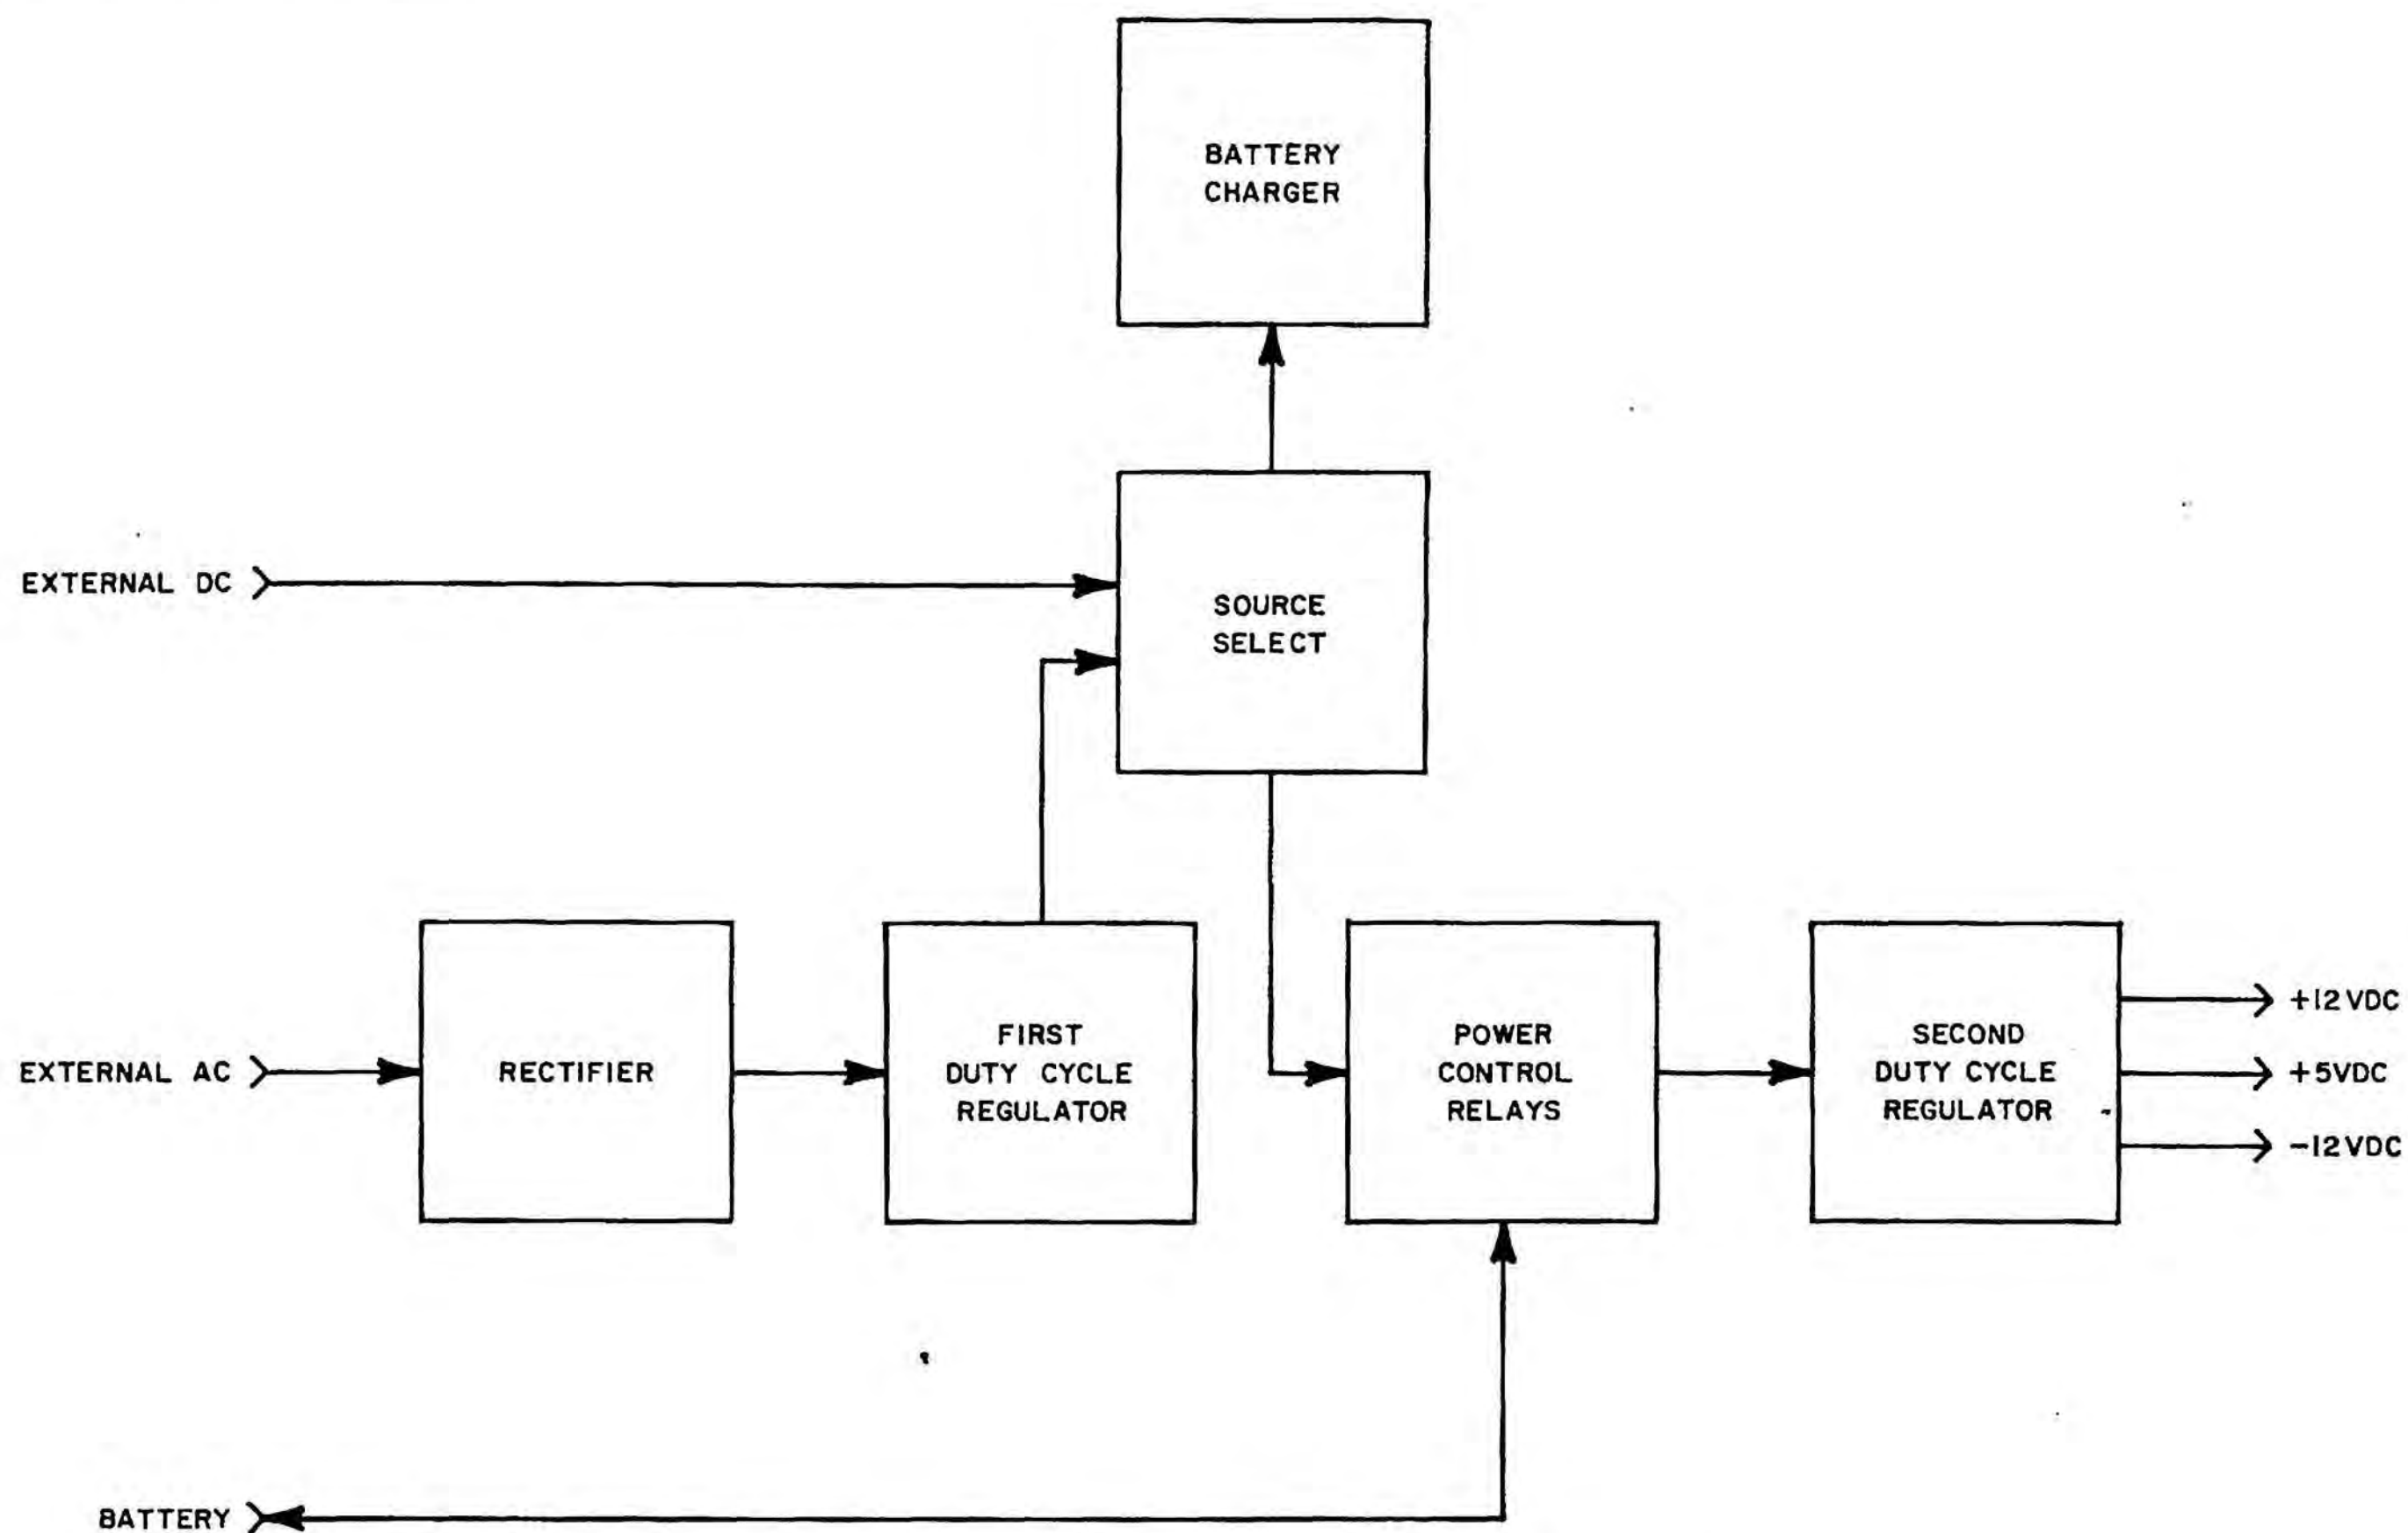 BATTERY
CHARGER
EXTERNAL DC
SOURCE
SELECT
EXTERNAL AC
RECTIFIER
FIRST
DUTY CYCLE
REGULATOR
POWER
CONTROL
RELAYS
SECOND
DUTY CYCLE
REGULATOR
+12VDC
+5VDC
-12VDC
BATTERY